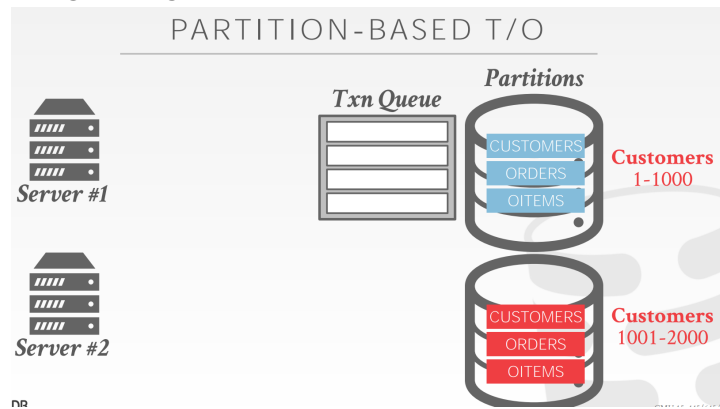 PARTITION-BASED T/O
Partitions
Txn Queue
CUSTOMERS
ORDERS
OITEMS
Customers
1-1000
Server #1
CUSTOMERS
ORDERS
OITEMS
Customers
1001-2000
Server #2